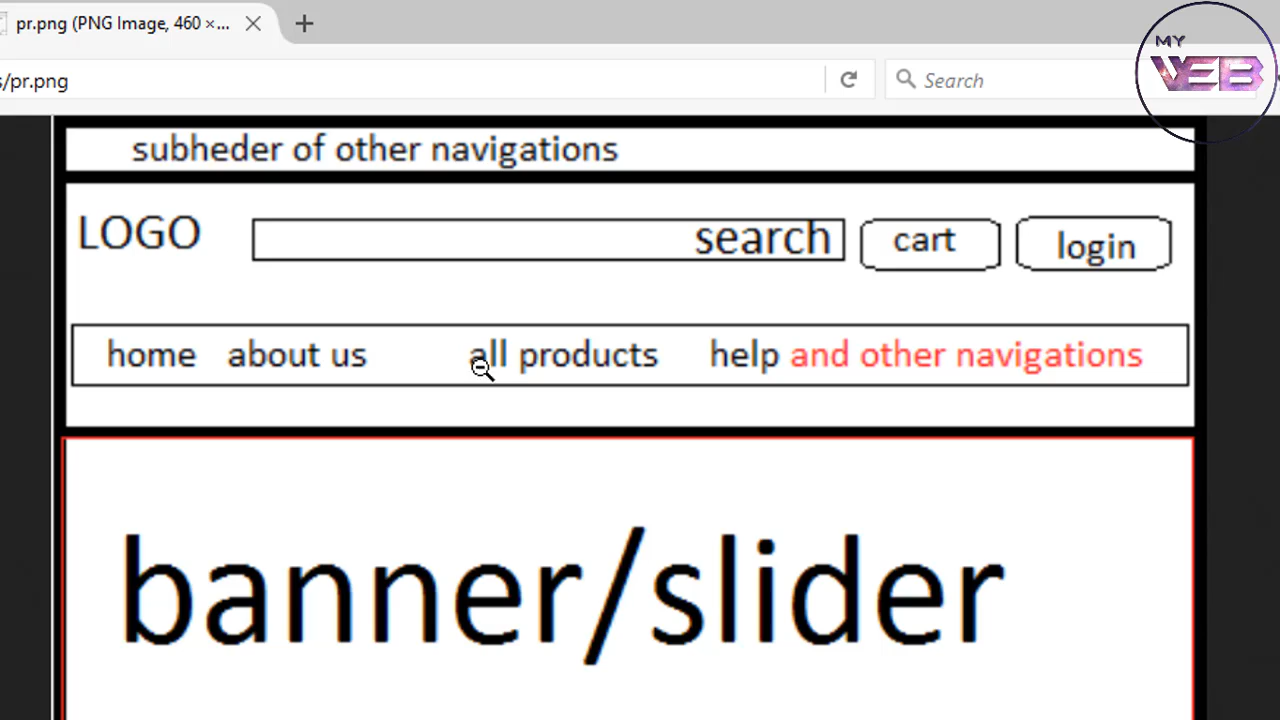 pr.png (PNG Image, 460 ×...
MY
WEB
s/pr.png
Search
subheder of other navigations
LOGO
search
cart
login
home about us all products help and other navigations
banner/slider